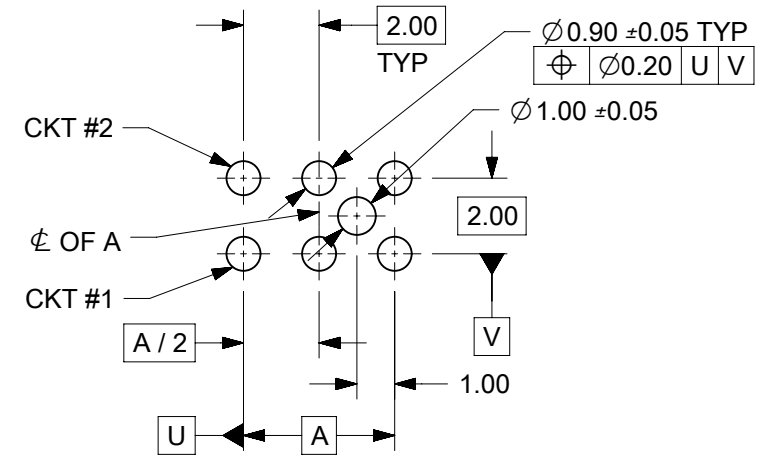 2.00
TYP
⌀0.90 ±0.05 TYP
⌖ ⌀0.20 U V
⌀1.00 ±0.05
CKT #2
2.00
℄ OF A
CKT #1
A / 2
V
1.00
U
A